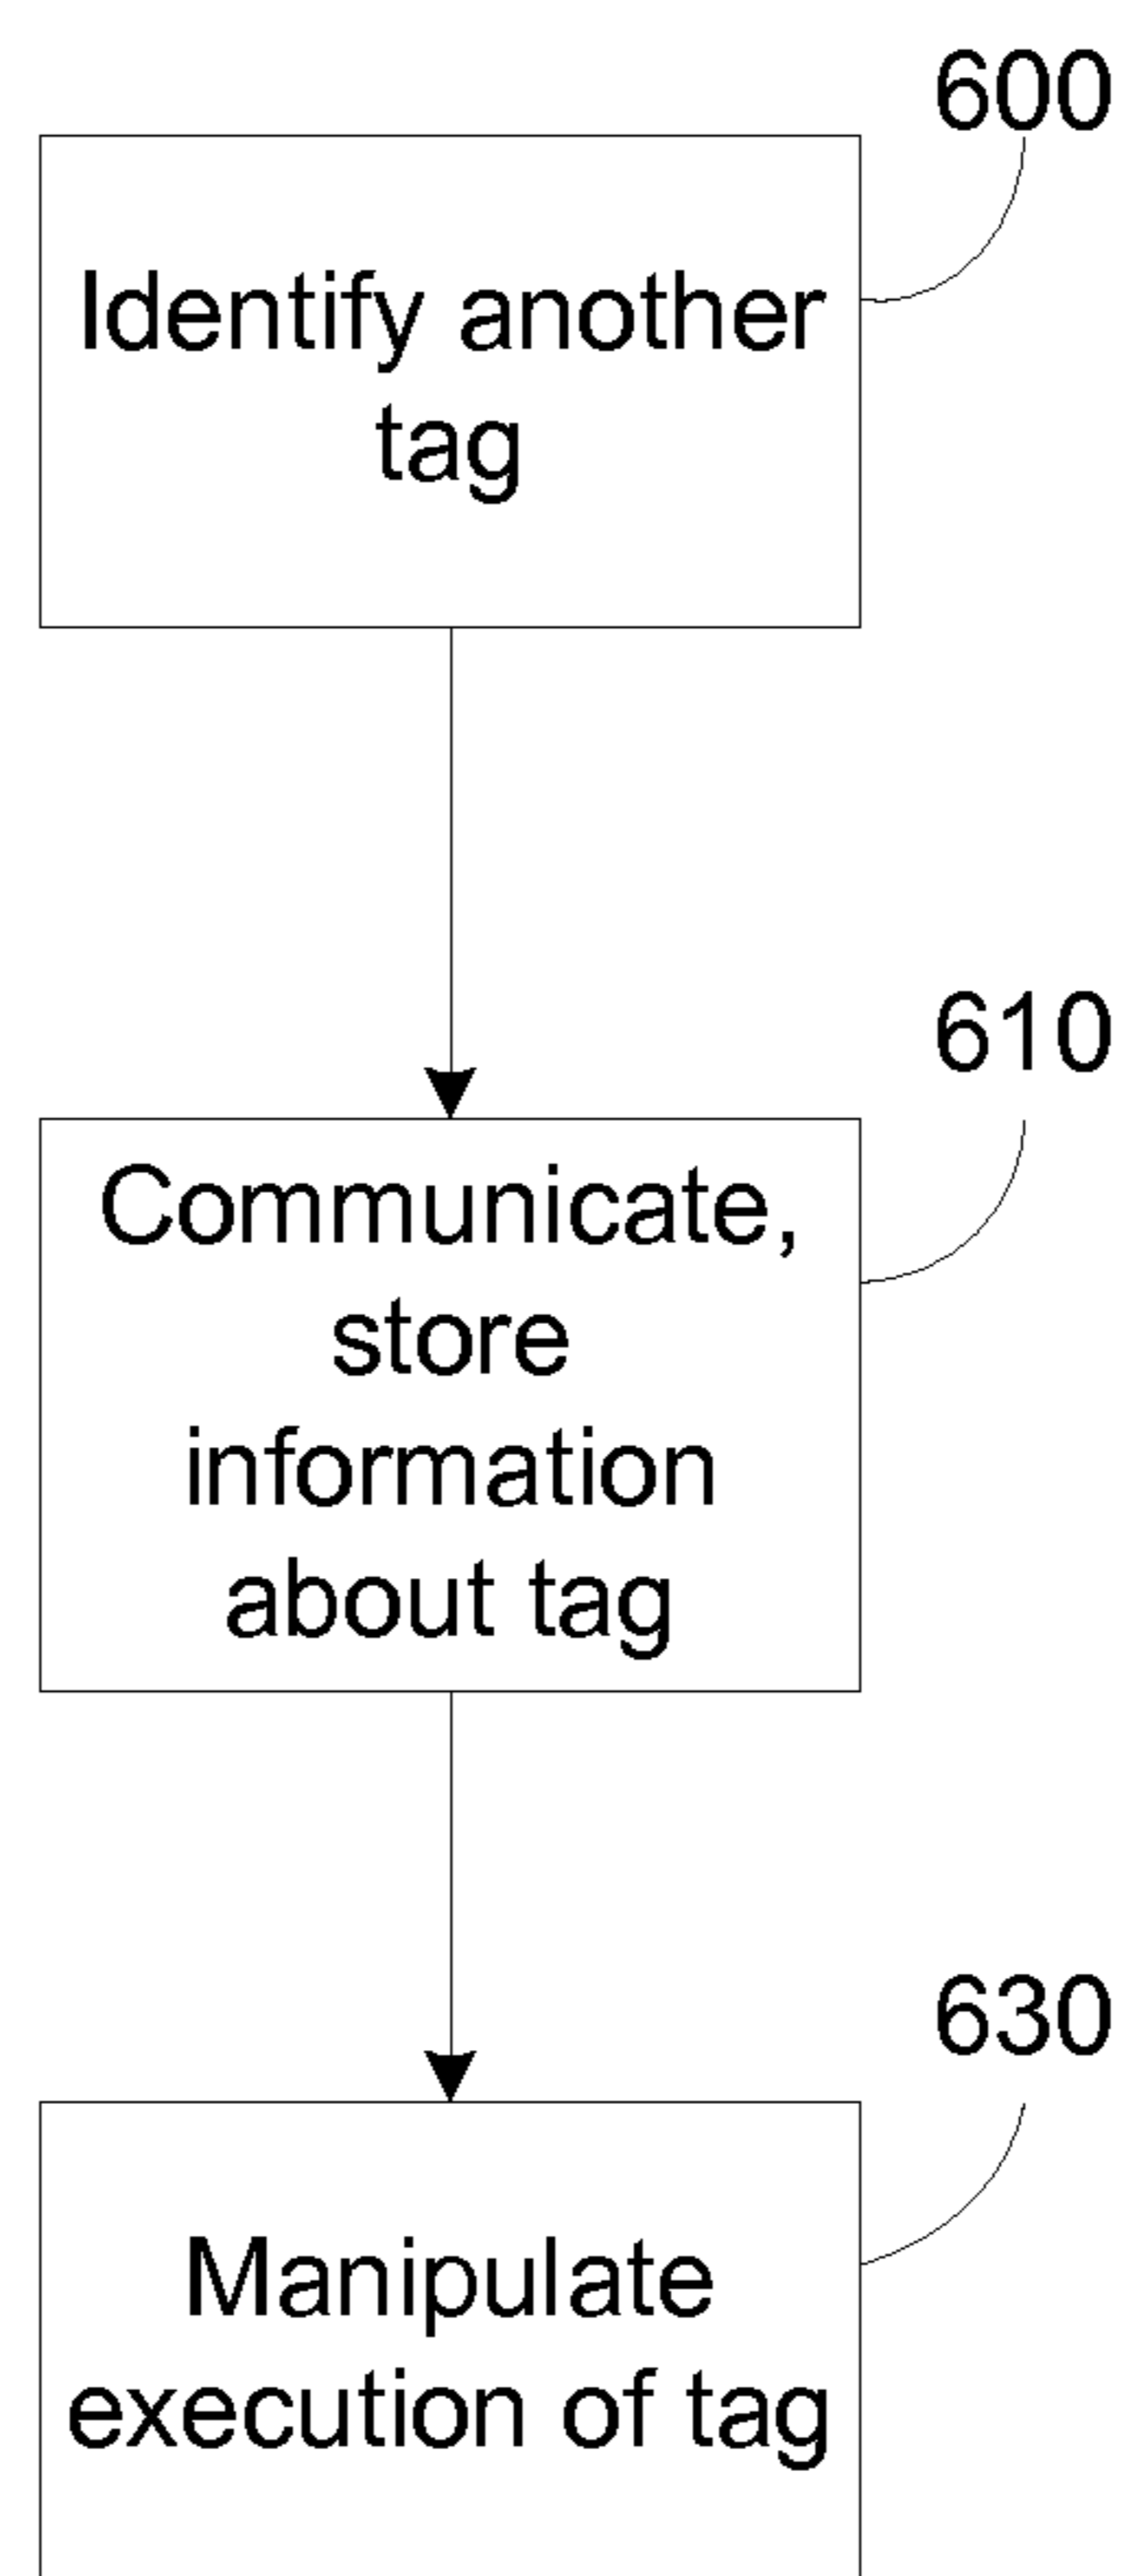 600
Identify another
tag
610
Communicate,
store
information
about tag
630
Manipulate
execution of tag